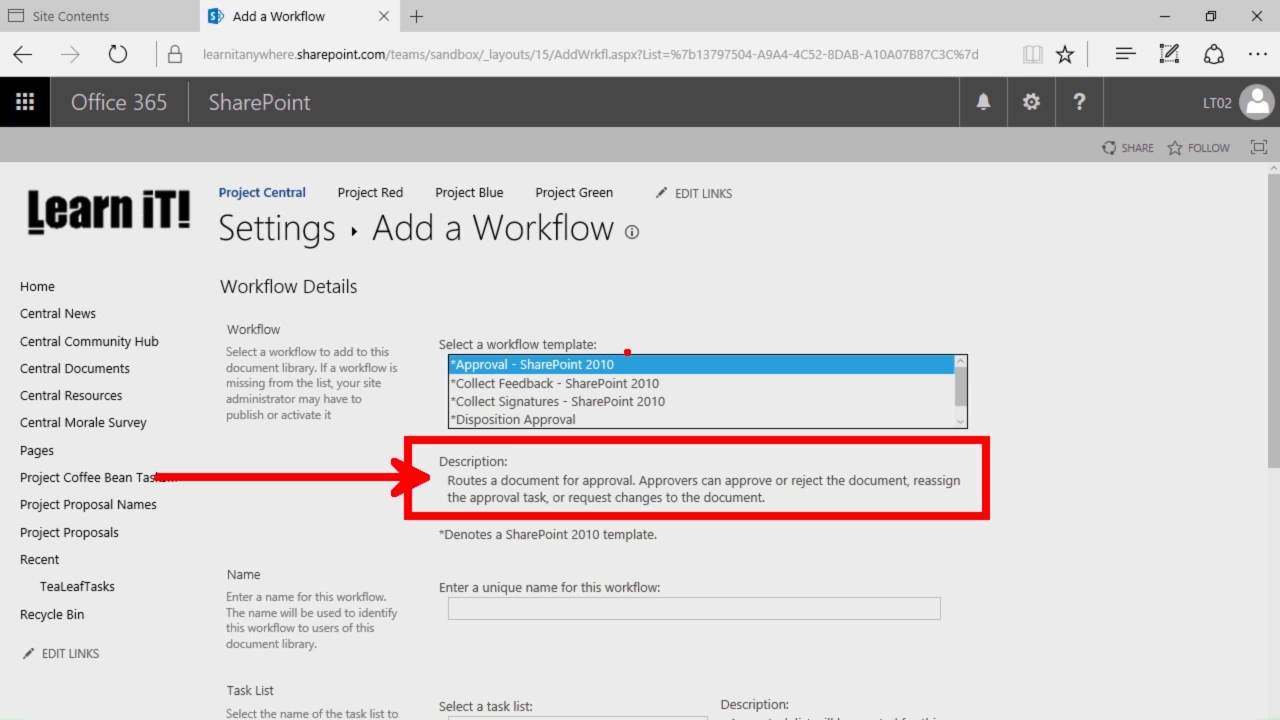 Site Contents
Add a Workflow
learnitanywhere.sharepoint.com/teams/sandbox/_layouts/15/AddWrkfl.aspx?List=%7b13797504-A9A4-4C52-8DAB-A10A07B87C3C%7d
Office 365
SharePoint
?
LT02
SHARE
FOLLOW
Learn iT!
Project Central
Project Red
Project Blue
Project Green
EDIT LINKS
Settings ▸ Add a Workflow
Home
Central News
Central Community Hub
Central Documents
Central Resources
Central Morale Survey
Pages
Project Coffee Bean Tas
Project Proposal Names
Project Proposals
Recent
TeaLeafTasks
Recycle Bin
EDIT LINKS
Workflow Details
Workflow
Select a workflow to add to this
document library. If a workflow is
missing from the list, your site
administrator may have to
publish or activate it
Select a workflow template:
*Approval - SharePoint 2010
*Collect Feedback - SharePoint 2010
*Collect Signatures - SharePoint 2010
*Disposition Approval
Description:
Routes a document for approval. Approvers can approve or reject the document, reassign
the approval task, or request changes to the document.
*Denotes a SharePoint 2010 template.
Name
Enter a name for this workflow.
The name will be used to identify
this workflow to users of this
document library.
Enter a unique name for this workflow:
Task List
Select the name of the task list to
Select a task list:
Description: